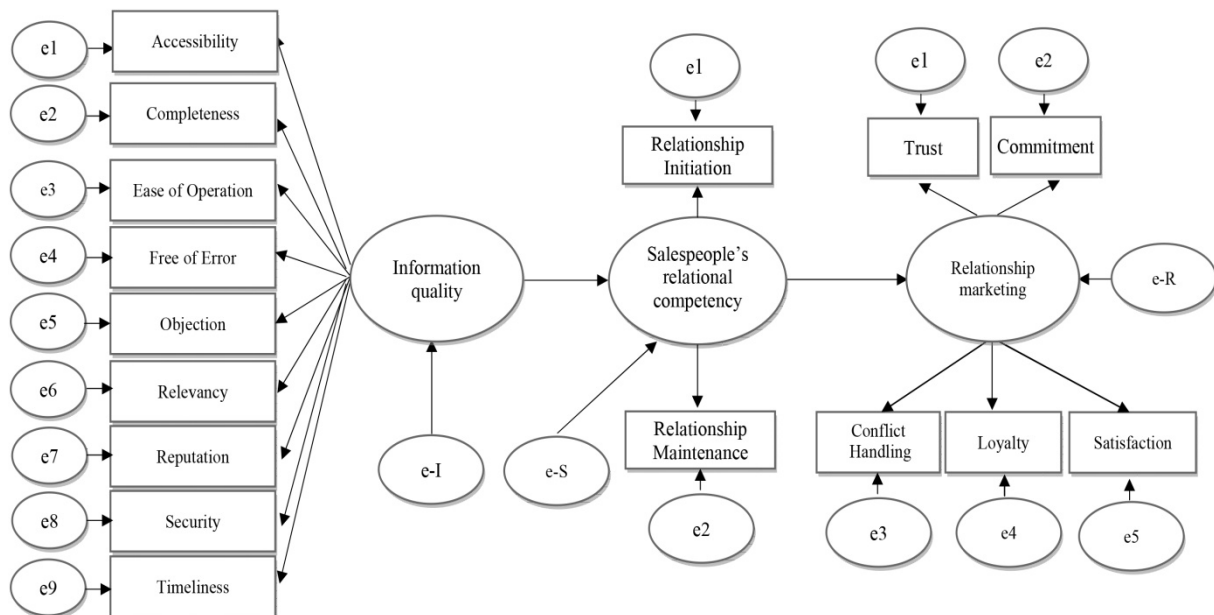 e1
Accessibility
e2
Completeness
e3
Ease of Operation
e4
Free of Error
e5
Objection
e6
Relevancy
e7
Reputation
e8
Security
e9
Timeliness
Information
quality
e-I
e1
Relationship
Initiation
Salespeople's
relational
competency
e-S
Relationship
Maintenance
e2
e1
e2
Trust
Commitment
Relationship
marketing
e-R
Conflict
Handling
Loyalty
Satisfaction
e3
e4
e5